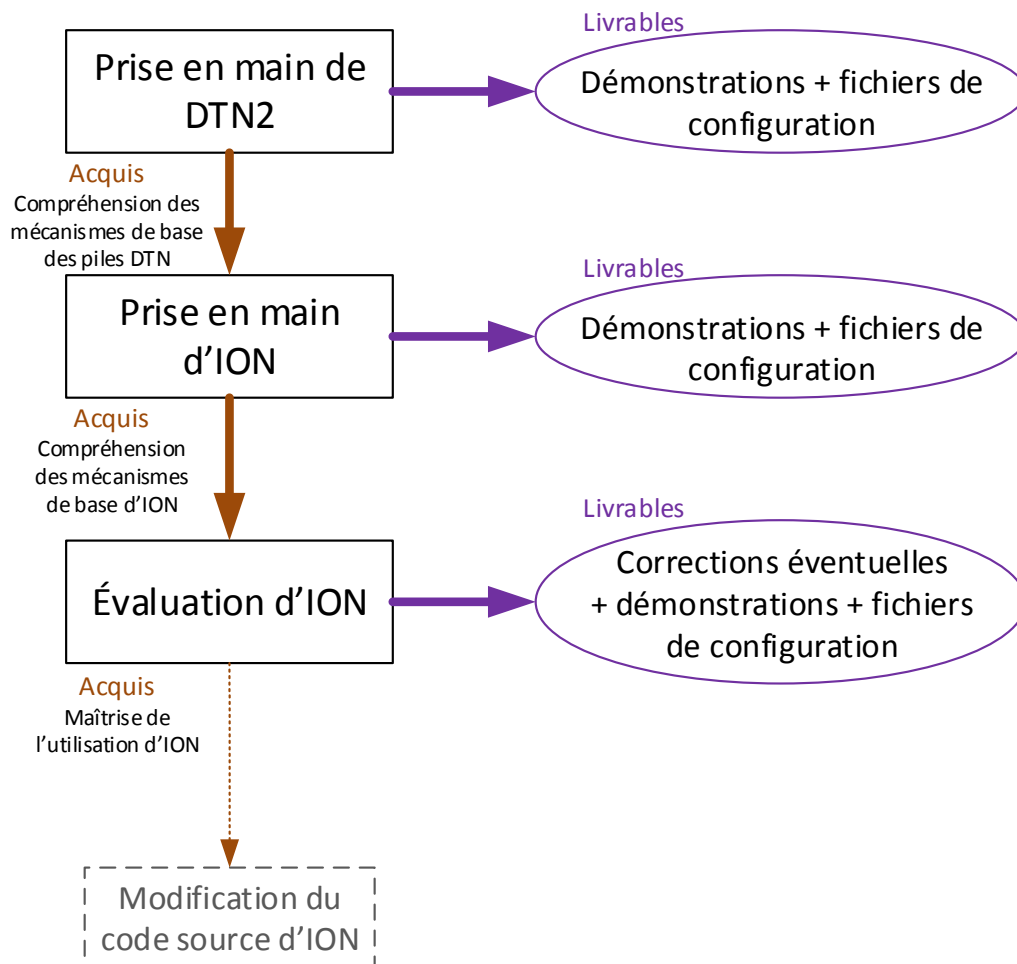 Prise en main de
DTN2
Livrables
Démonstrations + fichiers de
configuration
Acquis
Compréhension des
mécanismes de base
des piles DTN
Prise en main
d’ION
Livrables
Démonstrations + fichiers de
configuration
Acquis
Compréhension
des mécanismes
de base d’ION
Évaluation d’ION
Livrables
Corrections éventuelles
+ démonstrations + fichiers
de configuration
Acquis
Maîtrise de
l’utilisation d’ION
Modification du
code source d’ION